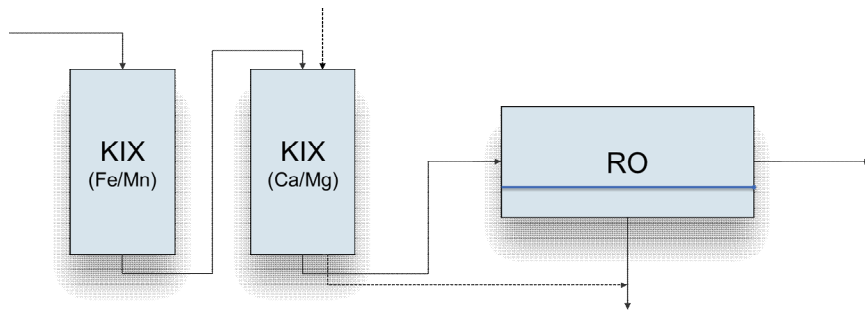 KIX
(Fe/Mn)
KIX
(Ca/Mg)
RO